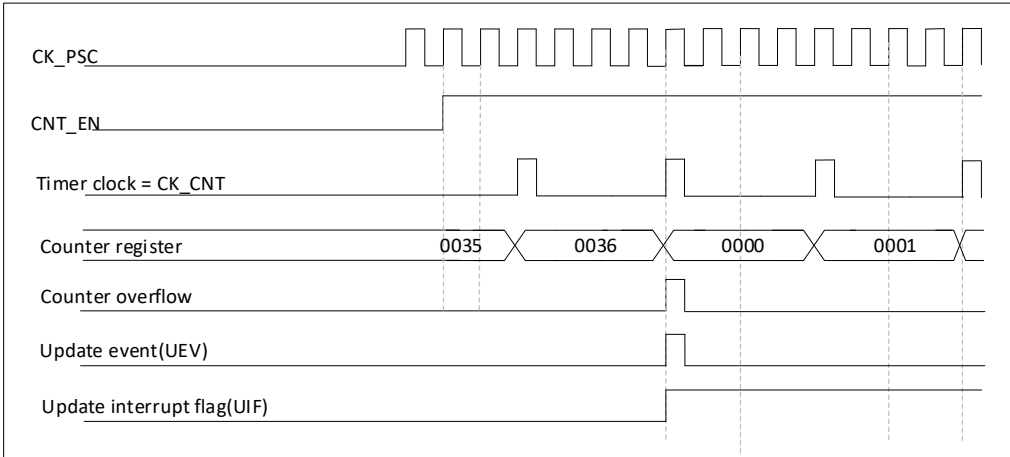 CK_PSC
CNT_EN
Timer clock = CK_CNT
Counter register
0035
0036
0000
0001
Counter overflow
Update event(UEV)
Update interrupt flag(UIF)